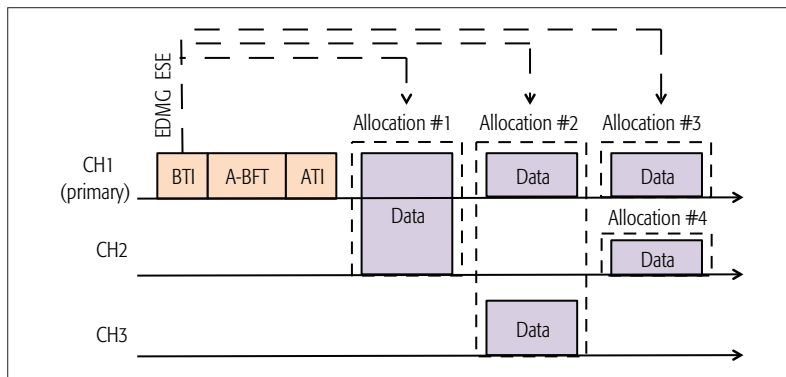 EDMG ESE
Allocation #1
Allocation #2
Allocation #3
CH1
(primary)
BTI
A-BFT
ATI
Data
Data
Data
Allocation #4
CH2
Data
CH3
Data